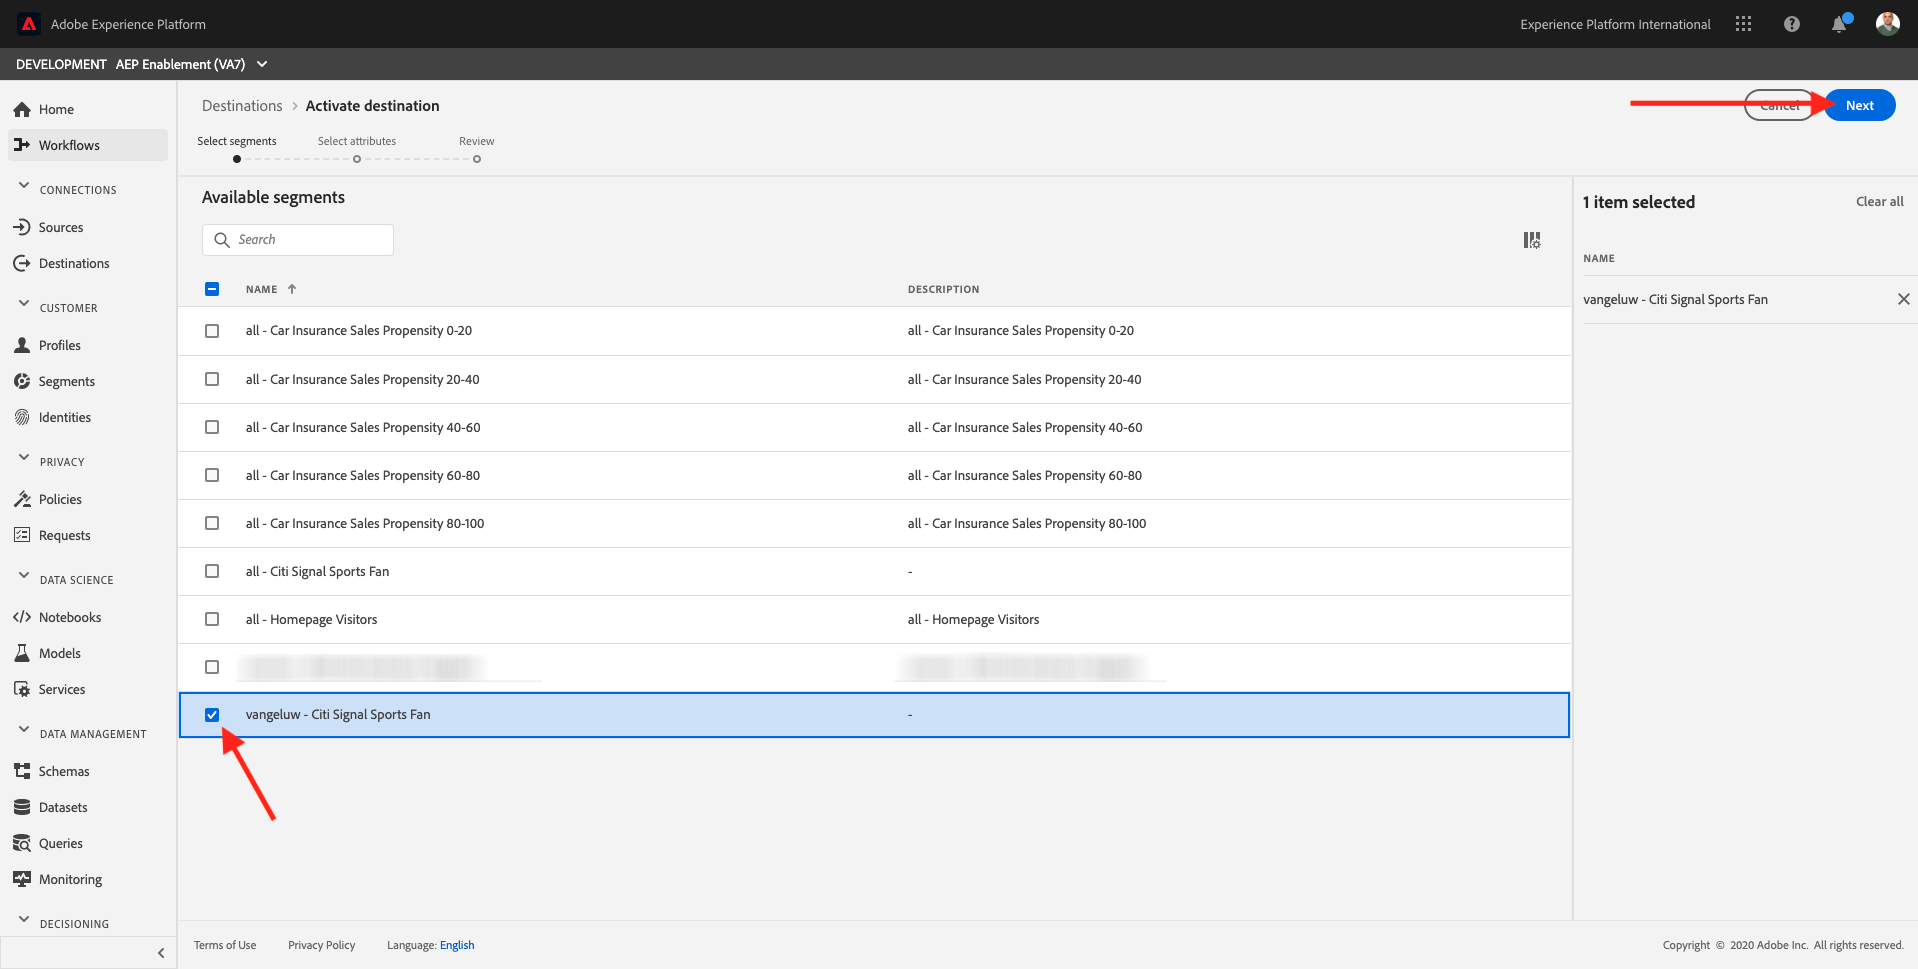 Adobe Experience Platform
Experience Platform International
DEVELOPMENT AEP Enablement (VA7)
Home
Workflows
CONNECTIONS
Sources
Destinations
CUSTOMER
Profiles
Segments
Identities
PRIVACY
Policies
Requests
DATA SCIENCE
Notebooks
Models
Services
DATA MANAGEMENT
Schemas
Datasets
Queries
Monitoring
DECISIONING
Destinations > Activate destination
Cancel Next
Select segments Select attributes Review
Available segments
Search
NAME DESCRIPTION
all - Car Insurance Sales Propensity 0-20 all - Car Insurance Sales Propensity 0-20
all - Car Insurance Sales Propensity 20-40 all - Car Insurance Sales Propensity 20-40
all - Car Insurance Sales Propensity 40-60 all - Car Insurance Sales Propensity 40-60
all - Car Insurance Sales Propensity 60-80 all - Car Insurance Sales Propensity 60-80
all - Car Insurance Sales Propensity 80-100 all - Car Insurance Sales Propensity 80-100
all - Citi Signal Sports Fan -
all - Homepage Visitors all - Homepage Visitors
vangeluw - Citi Signal Sports Fan -
1 item selected Clear all
NAME
vangeluw - Citi Signal Sports Fan
Terms of Use Privacy Policy Language: English
Copyright © 2020 Adobe Inc. All rights reserved.